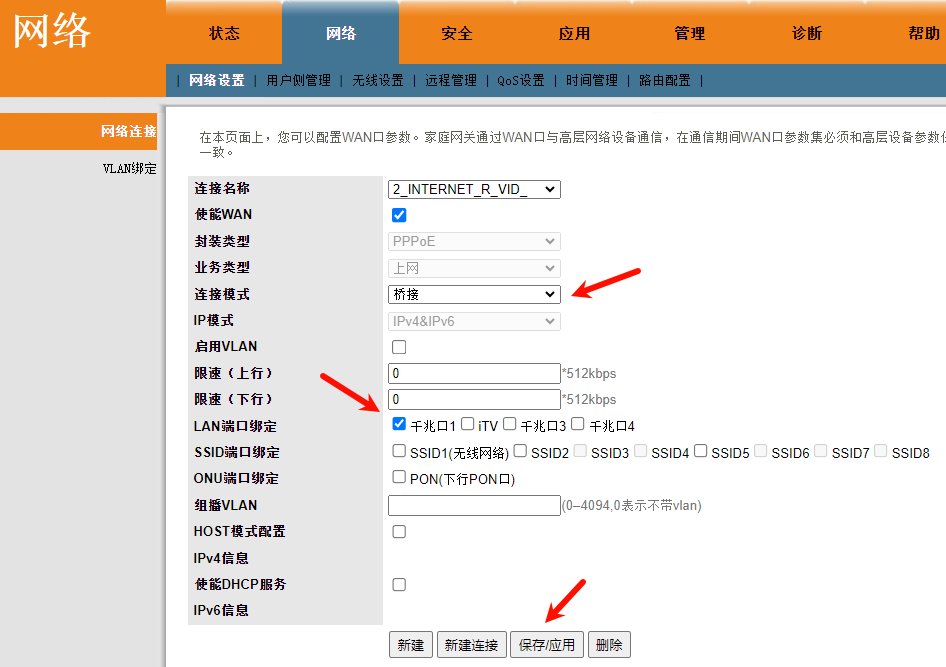 网络
状态 网络 安全 应用 管理 诊断 帮助
| 网络设置 | 用户侧管理 | 无线设置 | 远程管理 | QoS设置 | 时间管理 | 路由配置 |
网络连接
VLAN绑定
在本页面上，您可以配置WAN口参数。家庭网关通过WAN口与高层网络设备通信，在通信期间WAN口参数集必须和高层设备参数
一致。
连接名称 2_INTERNET_R_VID_
使能WAN
封装类型 PPPoE
业务类型 上网
连接模式 桥接
IP模式 IPv4&IPv6
启用VLAN
限速（上行） 0 *512kbps
限速（下行） 0 *512kbps
LAN端口绑定 千兆口1 iTV 千兆口3 千兆口4
SSID端口绑定 SSID1(无线网络) SSID2 SSID3 SSID4 SSID5 SSID6 SSID7 SSID8
ONU端口绑定 PON(下行PON口)
组播VLAN (0–4094,0表示不带vlan)
HOST模式配置
IPv4信息
使能DHCP服务
IPv6信息
新建 新建连接 保存/应用 删除